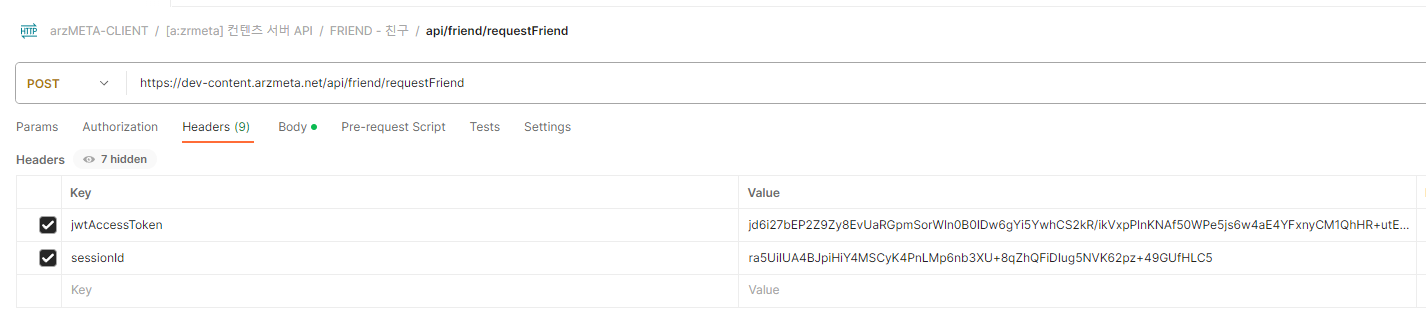 HTTP arzMETA-CLIENT / [a:zrmeta] 컨텐츠 서버 API / FRIEND - 친구 / api/friend/requestFriend
POST https://dev-content.arzmeta.net/api/friend/requestFriend
Params Authorization Headers (9) Body Pre-request Script Tests Settings
Headers 7 hidden
Key Value
jwtAccessToken jd6i27bEP2Z9Zy8EvUaRGpmSorWIn0B0IDw6gYi5YwhCS2kR/ikVxpPlnKNAf50WPe5js6w4aE4YFxnyCM1QhHR+utE...
sessionId ra5UiIUA4BJpiHiY4MSCyK4PnLMp6nb3XU+8qZhQFiDIug5NVK62pz+49GUfHLC5
Key Value